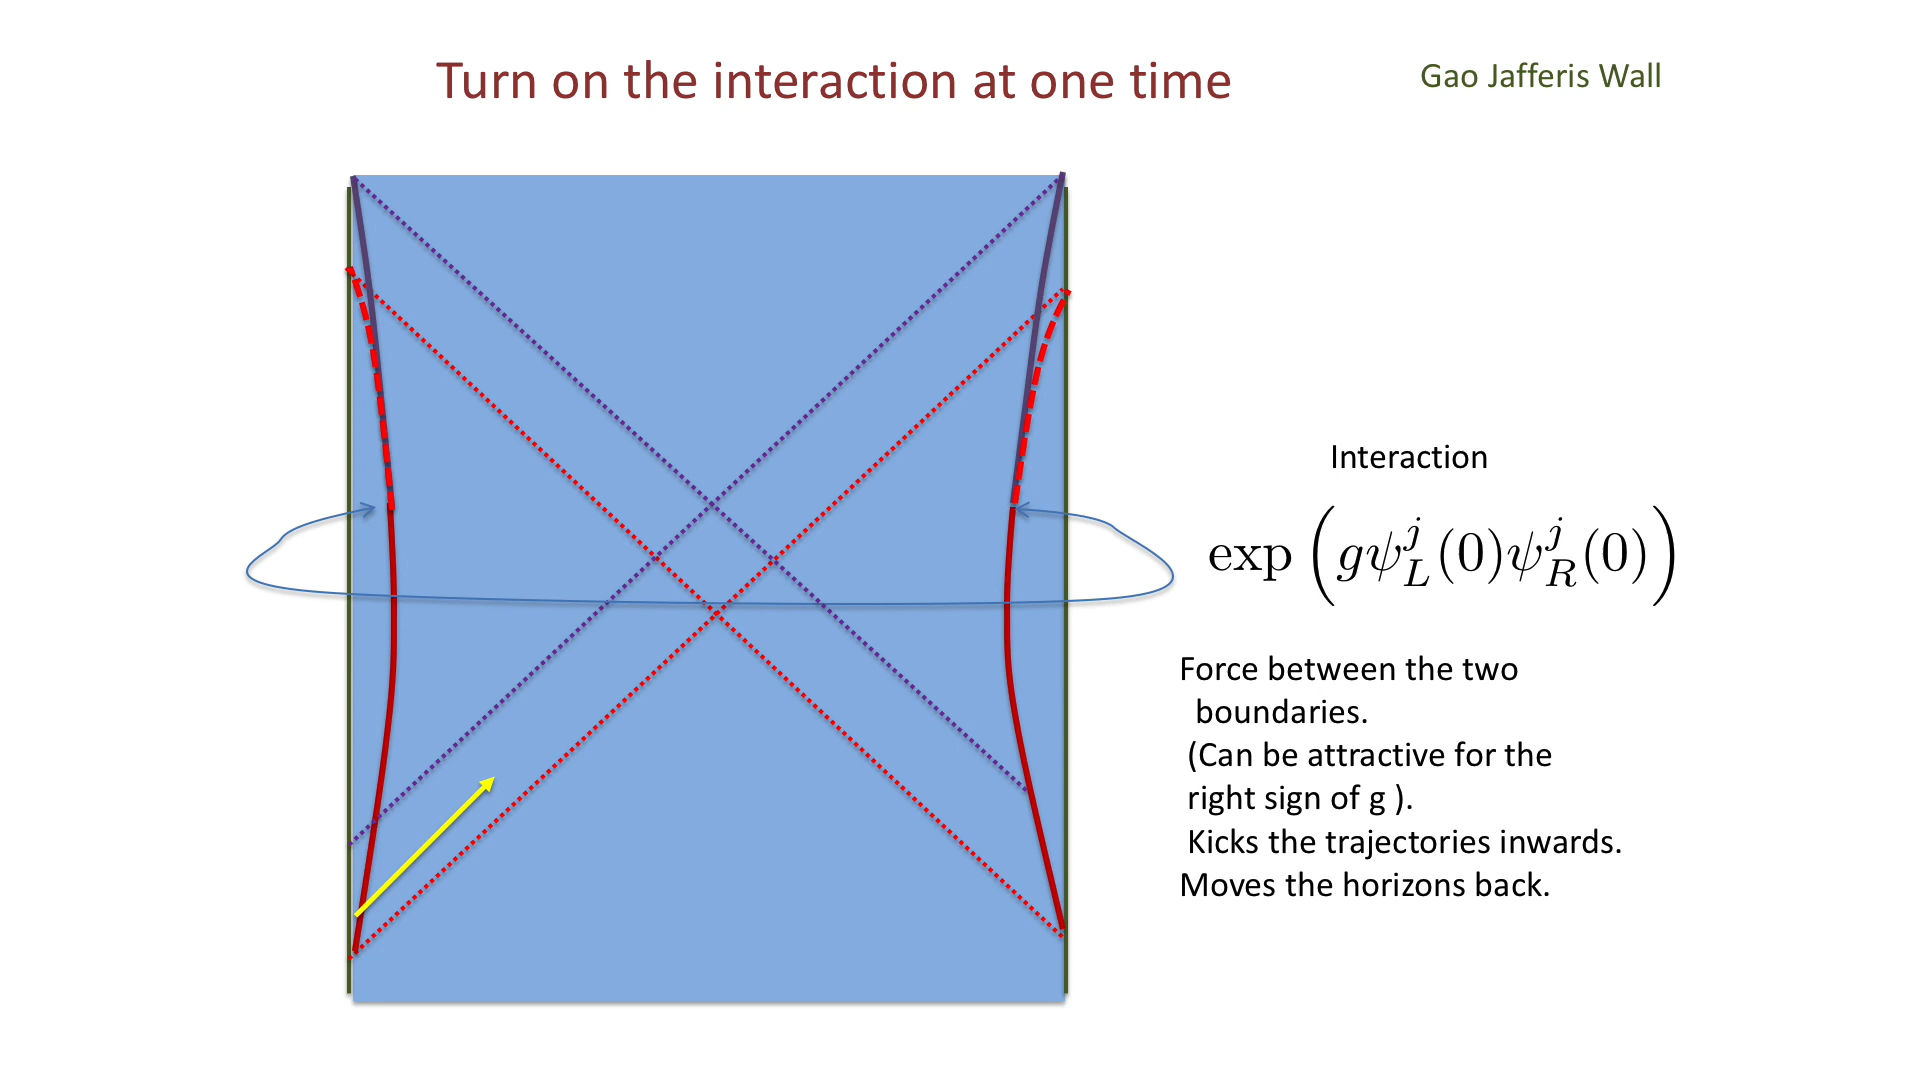 Turn on the interaction at one time
Gao Jafferis Wall
Interaction
exp(gψ_L^j(0)ψ_R^j(0))
Force between the two
boundaries.
(Can be attractive for the
right sign of g ).
Kicks the trajectories inwards.
Moves the horizons back.